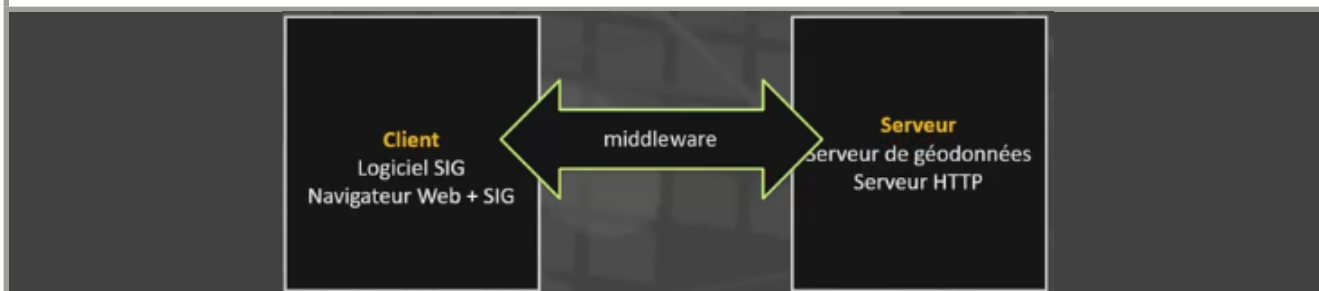 Client
Logiciel SIG
Navigateur Web + SIG
middleware
Serveur
Serveur de géodonnées
Serveur HTTP